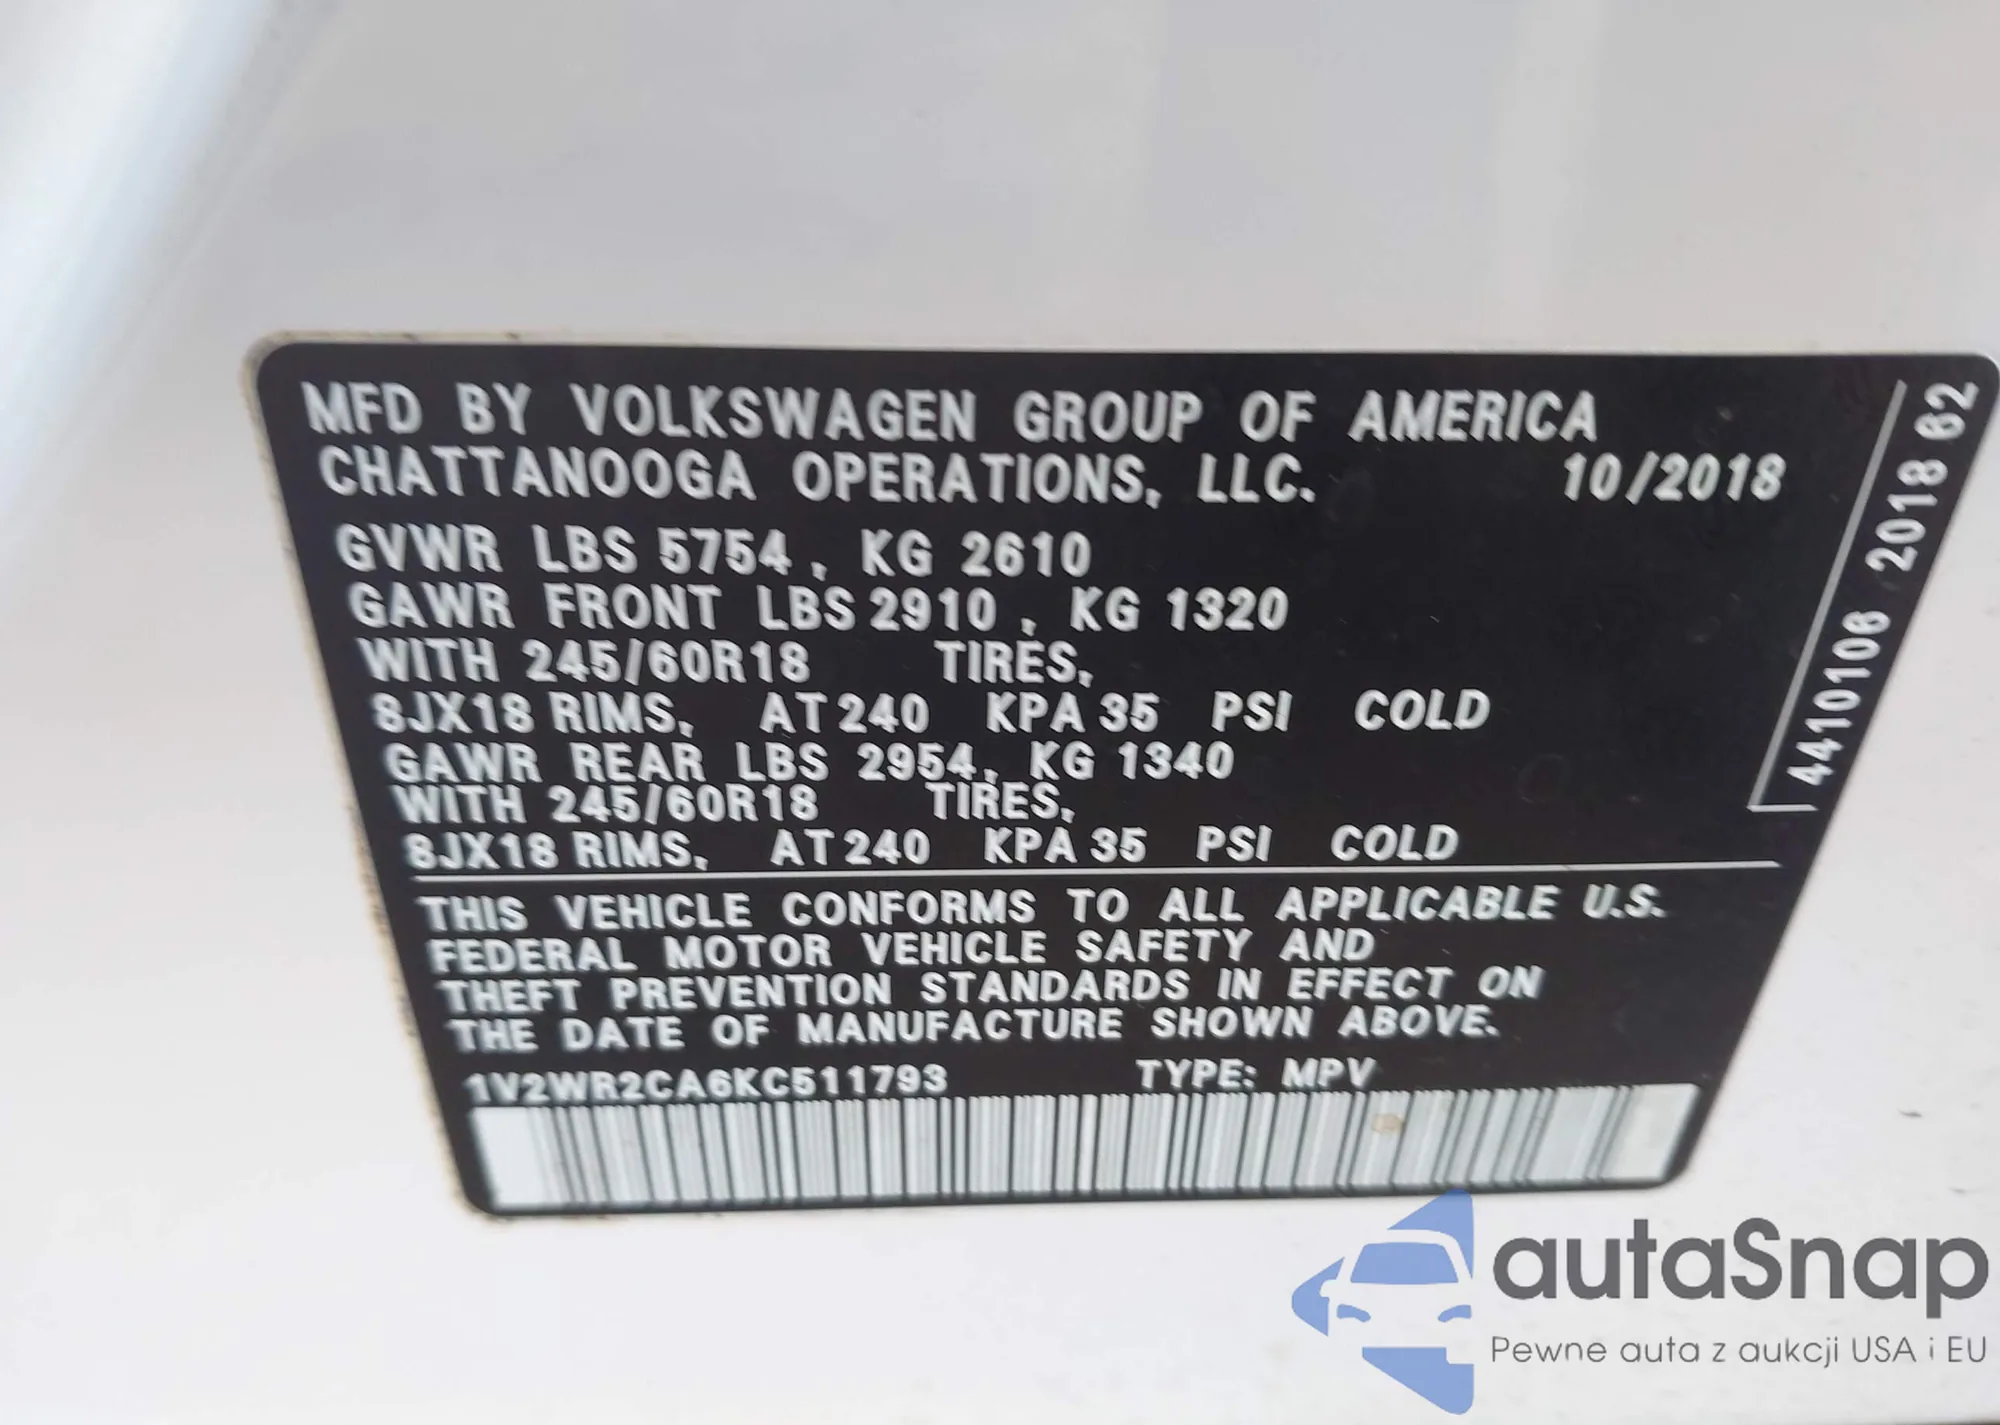 MFD BY VOLKSWAGEN GROUP OF AMERICA
CHATTANOOGA OPERATIONS, LLC. 10/2018
GVWR LBS 5754, KG 2610
GAWR FRONT LBS 2910, KG 1320
WITH 245/60R18 TIRES,
8JX18 RIMS, AT 240 KPA 35 PSI COLD
GAWR REAR LBS 2954, KG 1340
WITH 245/60R18 TIRES,
8JX18 RIMS, AT 240 KPA 35 PSI COLD
THIS VEHICLE CONFORMS TO ALL APPLICABLE U.S.
FEDERAL MOTOR VEHICLE SAFETY AND
THEFT PREVENTION STANDARDS IN EFFECT ON
THE DATE OF MANUFACTURE SHOWN ABOVE.
1V2WR2CA6KC511793 TYPE: MPV
4410106 2018 62
autaSnap
Pewne auta z aukcji USA i EU